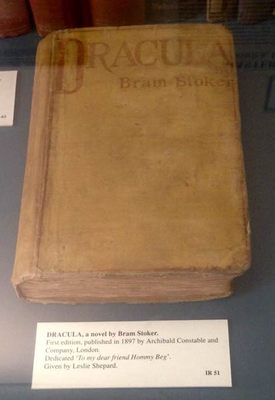 DRACULA
by
Bram Stoker
DRACULA, a novel by Bram Stoker.
First edition, published in 1897 by Archibald Constable and
Company, London.
Dedicated 'To my dear friend Hommy Beg'.
Given by Leslie Shepard.
IR 51